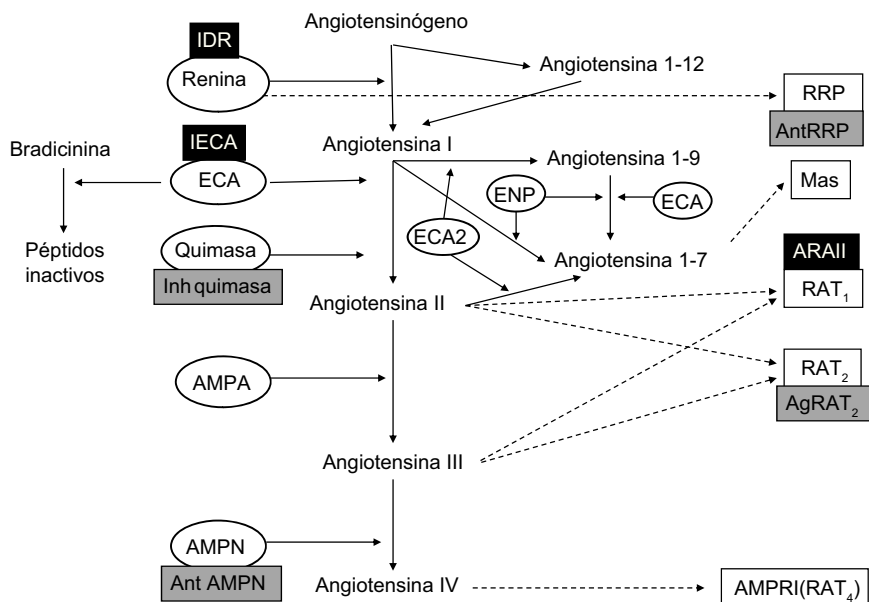 Angiotensinógeno
IDR
Renina
Angiotensina 1-12
RRP
AntRRP
Bradicinina
IECA
ECA
Angiotensina I
Angiotensina 1-9
Mas
ENP
ECA
ECA2
Péptidos
inactivos
Quimasa
Inh quimasa
Angiotensina 1-7
ARAII
RAT1
Angiotensina II
RAT2
AgRAT2
AMPA
Angiotensina III
AMPN
Ant AMPN
Angiotensina IV
AMPRI(RAT4)